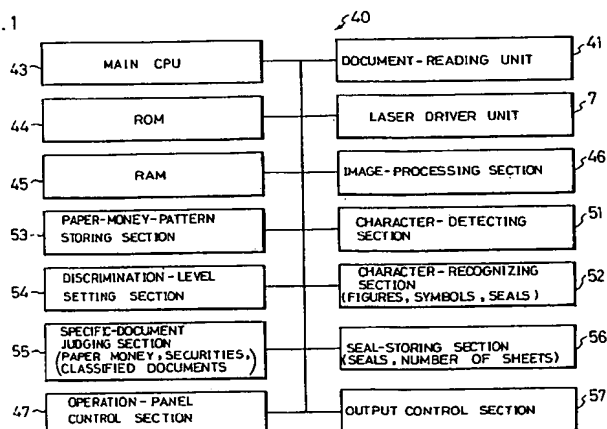 .1
40
43
MAIN CPU
DOCUMENT-READING UNIT
41
44
ROM
LASER DRIVER UNIT
7
45
RAM
IMAGE-PROCESSING SECTION
46
53
PAPER-MONEY-PATTERN
STORING SECTION
CHARACTER-DETECTING
SECTION
51
54
DISCRIMINATION-LEVEL
SETTING SECTION
CHARACTER-RECOGNIZING
SECTION
(FIGURES, SYMBOLS, SEALS)
52
55
SPECIFIC-DOCUMENT
JUDGING SECTION
(PAPER MONEY, SECURITIES,
CLASSIFIED DOCUMENTS)
SEAL-STORING SECTION
(SEALS, NUMBER OF SHEETS)
56
47
OPERATION-PANEL
CONTROL SECTION
OUTPUT CONTROL SECTION
57